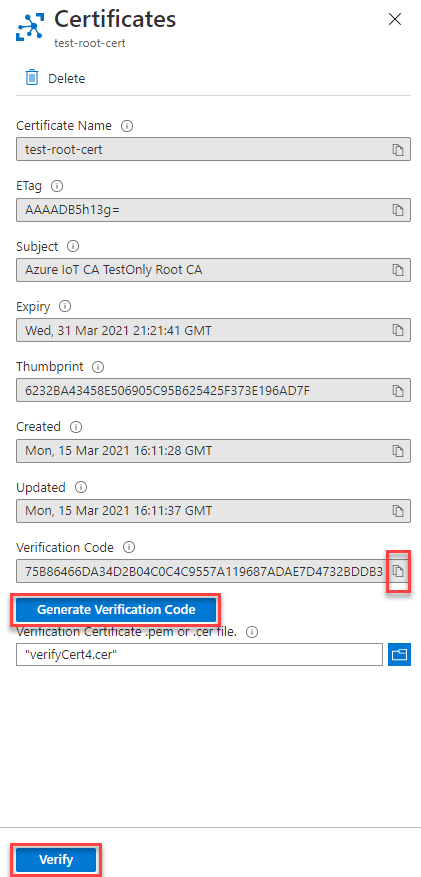 Certificates
test-root-cert
Delete
Certificate Name
test-root-cert
ETag
AAAADB5h13g=
Subject
Azure IoT CA TestOnly Root CA
Expiry
Wed, 31 Mar 2021 21:21:41 GMT
Thumbprint
6232BA43458E506905C95B625425F373E196AD7F
Created
Mon, 15 Mar 2021 16:11:28 GMT
Updated
Mon, 15 Mar 2021 16:11:37 GMT
Verification Code
75B86466DA34D2B04C0C4C9557A119687ADAE7D4732BDDB3
Generate Verification Code
Verification Certificate .pem or .cer file.
"verifyCert4.cer"
Verify